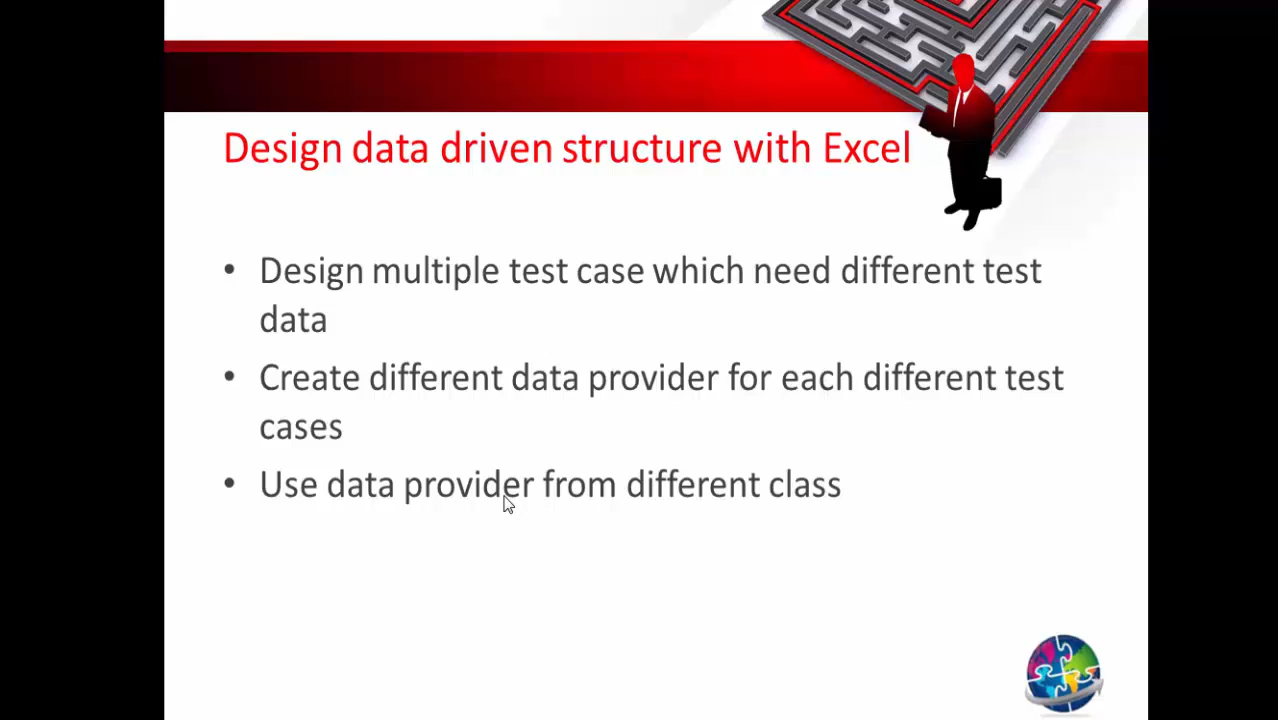 Design data driven structure with Excel
• Design multiple test case which need different test
data
• Create different data provider for each different test
cases
• Use data provider from different class